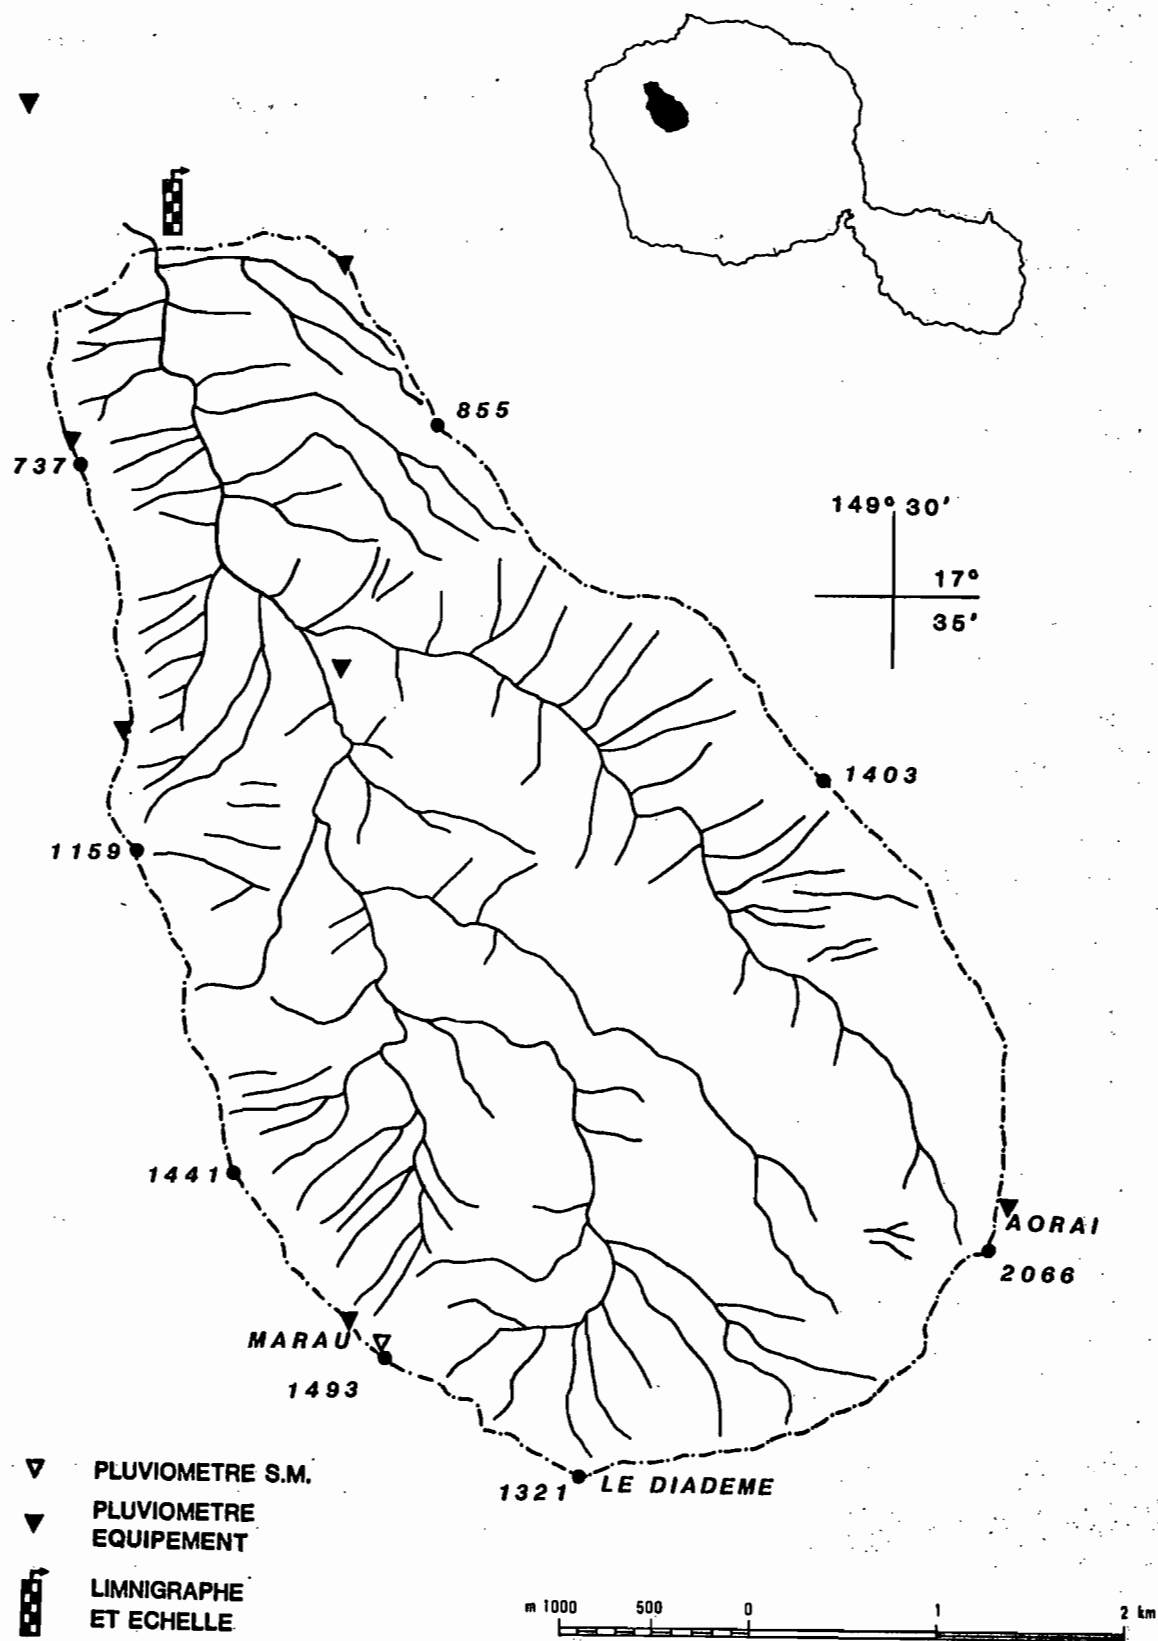 855
737
149° 30'
17°
35'
1403
1159
1441
AORAI
2066
MARAU
1493
1321 LE DIADEME
PLUVIOMETRE S.M.
PLUVIOMETRE
EQUIPEMENT
LIMNIGRAPHE
ET ECHELLE
m 1000 500 0 1 2 km